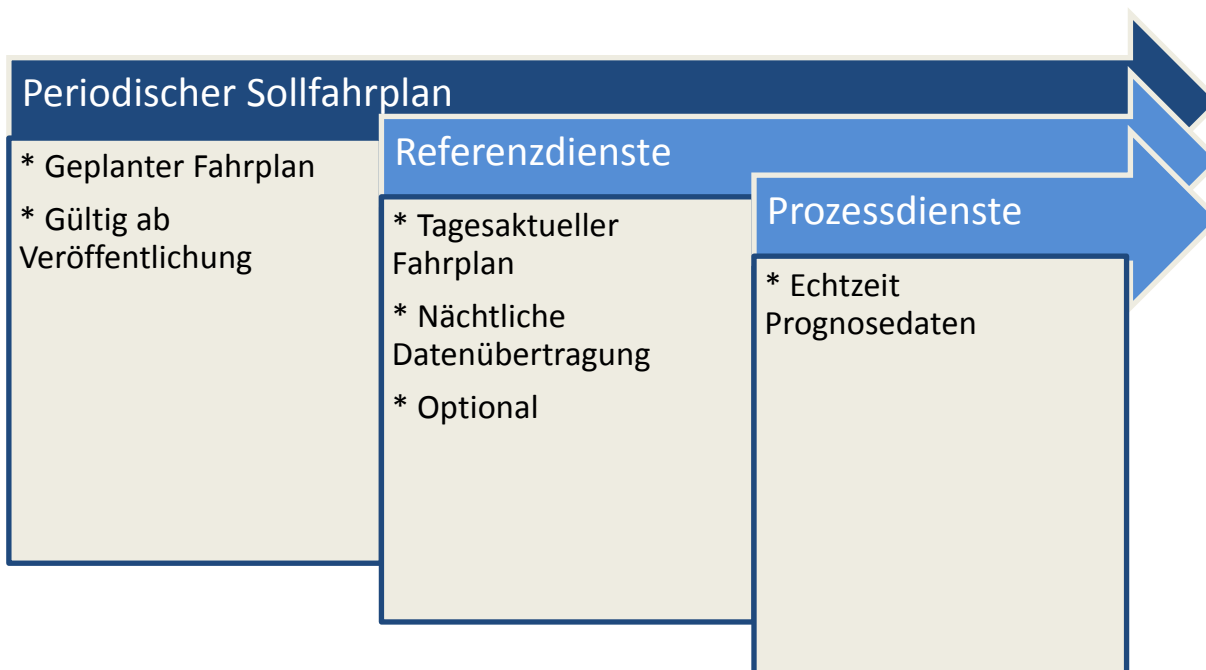 Periodischer Sollfahrplan
* Geplanter Fahrplan
* Gültig ab
Veröffentlichung
Referenzdienste
* Tagesaktueller
Fahrplan
* Nächtliche
Datenübertragung
* Optional
Prozessdienste
* Echtzeit
Prognosedaten